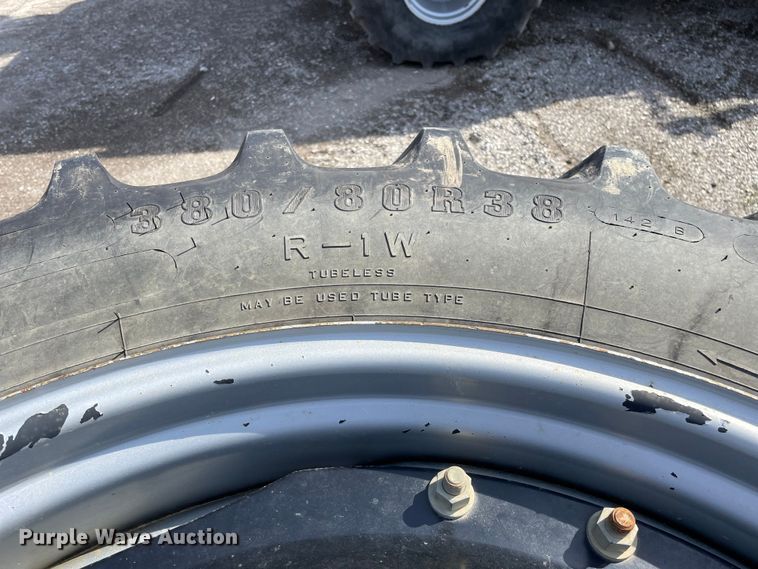 380/80R38
142 B
R-1W
TUBELESS
MAY BE USED TUBE TYPE
Purple Wave Auction